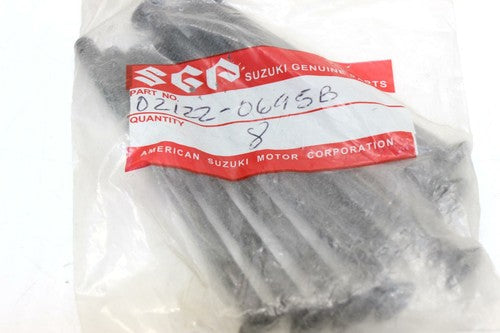 SGP SUZUKI GENUINE PARTS
PART NO. 02122-0645B
QUANTITY 8
AMERICAN SUZUKI MOTOR CORPORATION